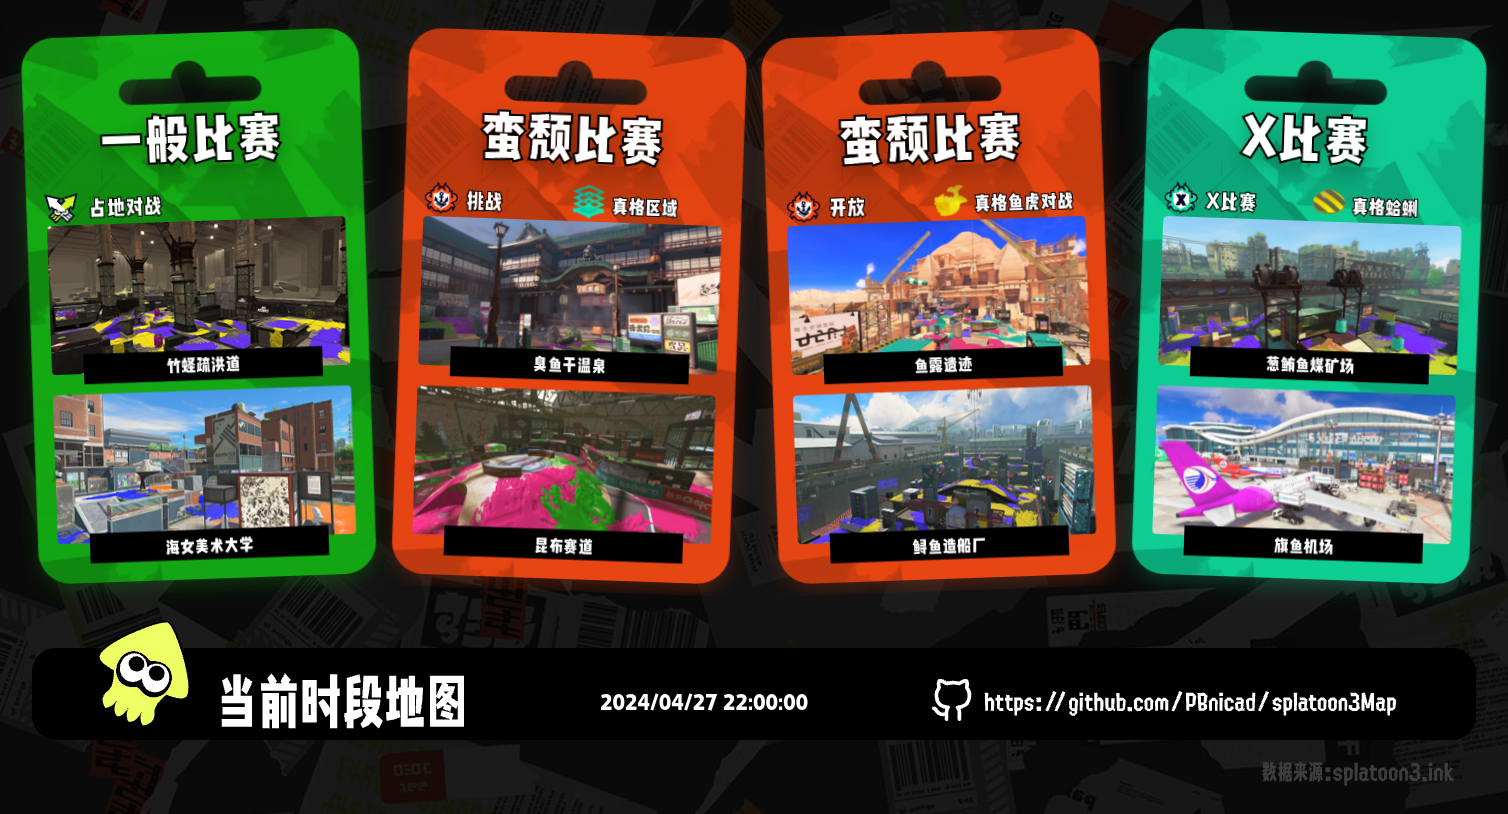 一般比赛
占地对战
竹蛏疏洪道
海女美术大学
蛮颓比赛
挑战
真格区域
臭鱼干温泉
昆布赛道
蛮颓比赛
开放
真格鱼虎对战
鱼露遗迹
鲟鱼造船厂
X比赛
X比赛
真格蛤蜊
葱鲔鱼煤矿场
旗鱼机场
当前时段地图
2024/04/27 22:00:00
https://github.com/PBnicad/splatoon3Map
数据来源:splatoon3.ink